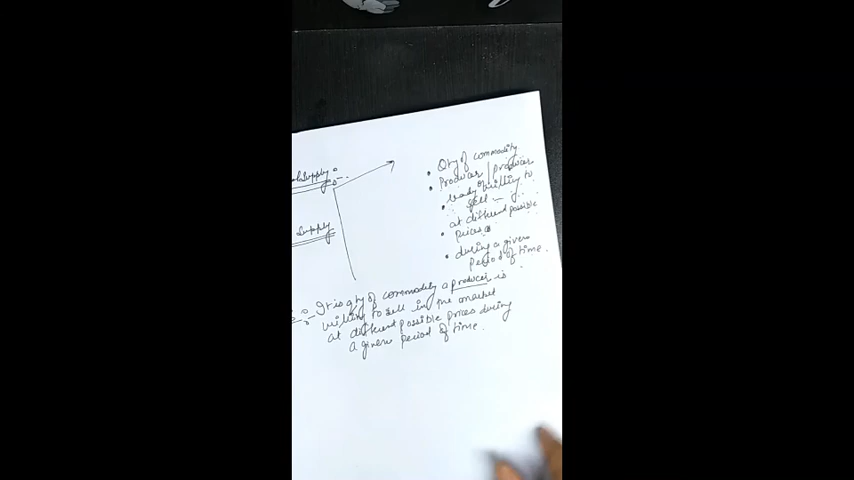 Supply
Supply
• Qty of commodity
• Producer / producer
ready & willing to
• sell
at different possible
• prices
• during a given
period of time.
It is qty of commodity a producer is
willing to sell in the market
at different possible prices during
a given period of time.